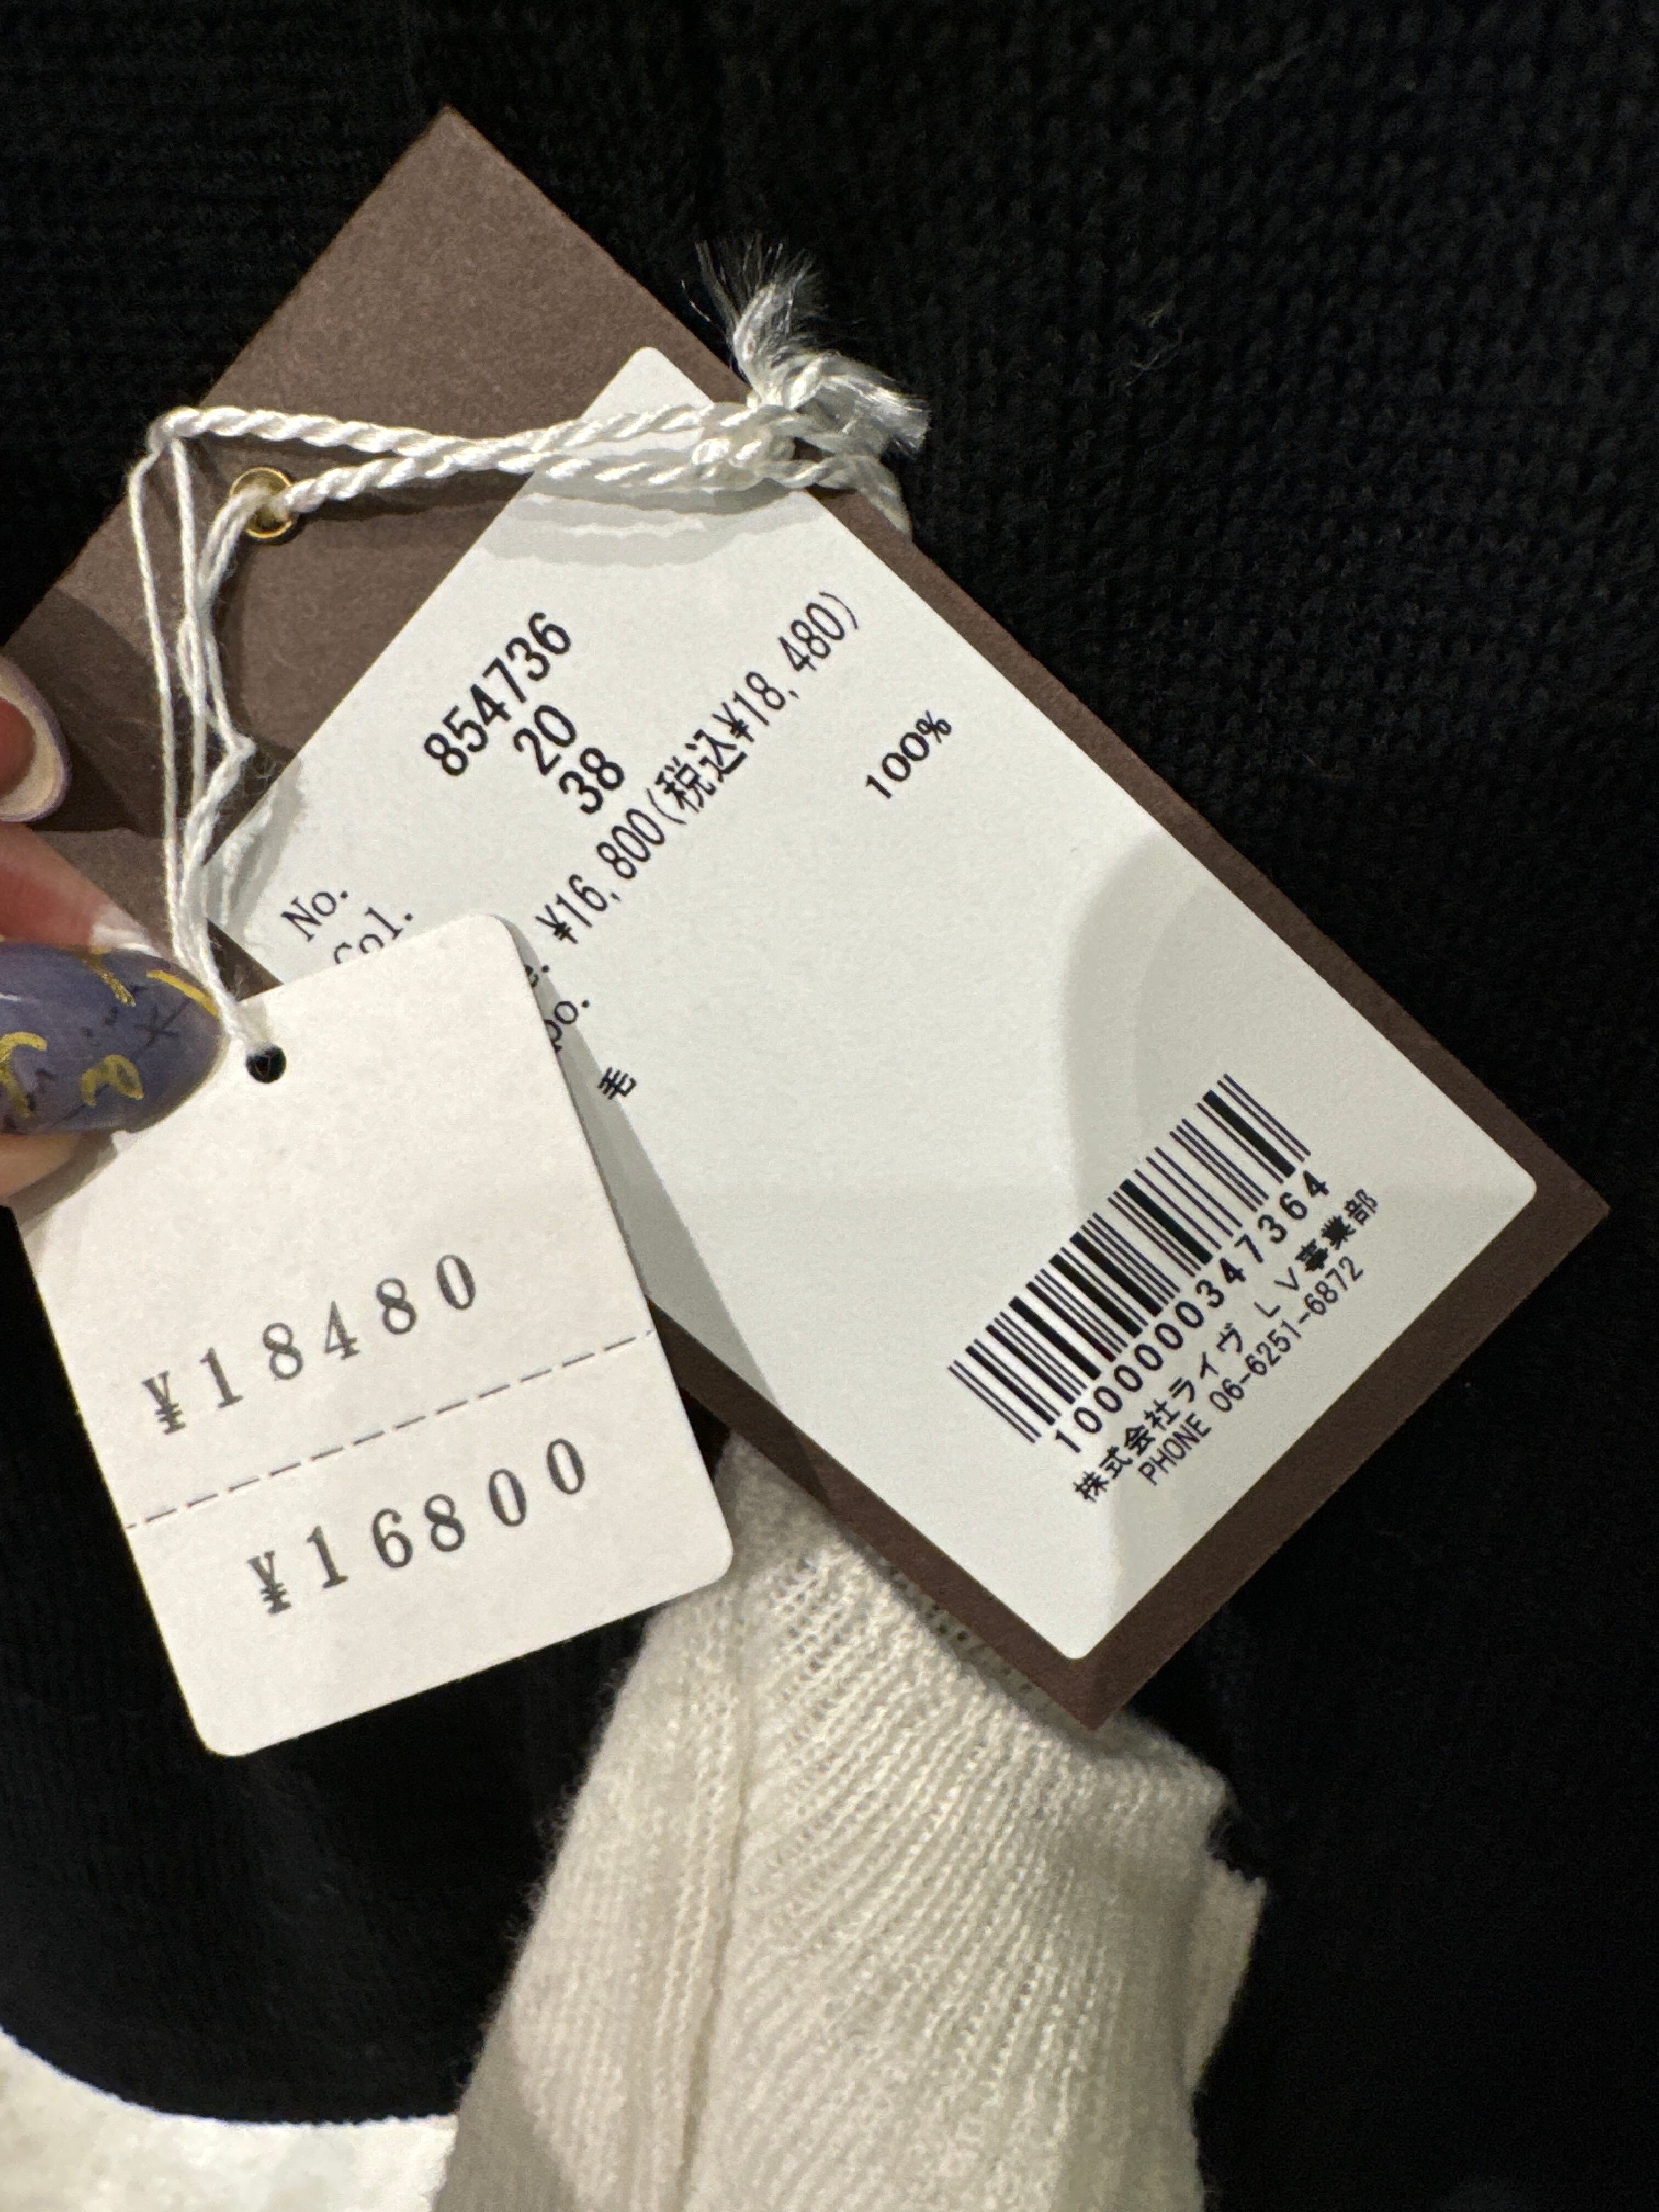 No. 854736
Col. 20
38
¥16,800(税込¥18,480)
毛 100%
1000000347364
株式会社ライヴ LV事業部
PHONE 06-6251-6872
¥18480
¥16800